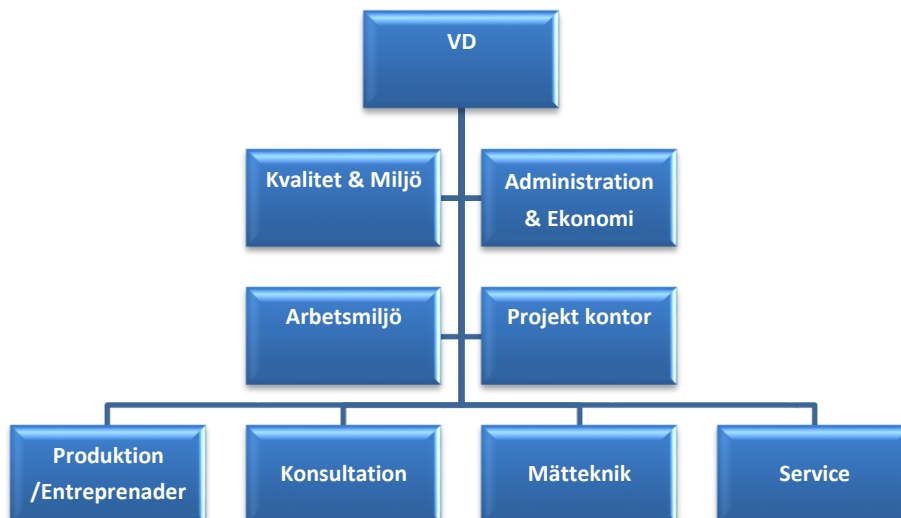 VD
Kvalitet & Miljö
Administration
& Ekonomi
Arbetsmiljö
Projekt kontor
Produktion
/Entreprenader
Konsultation
Mätteknik
Service